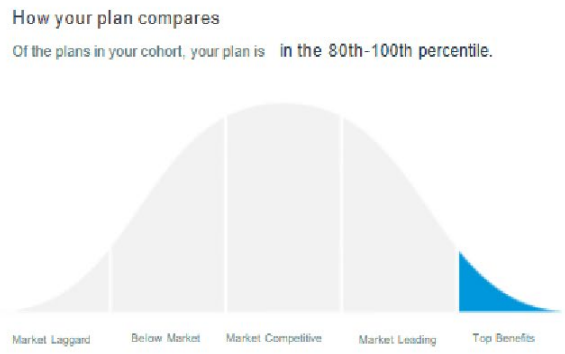 How your plan compares
Of the plans in your cohort, your plan is in the 80th-100th percentile.
Market Laggard Below Market Market Competitive Market Leading Top Benefits